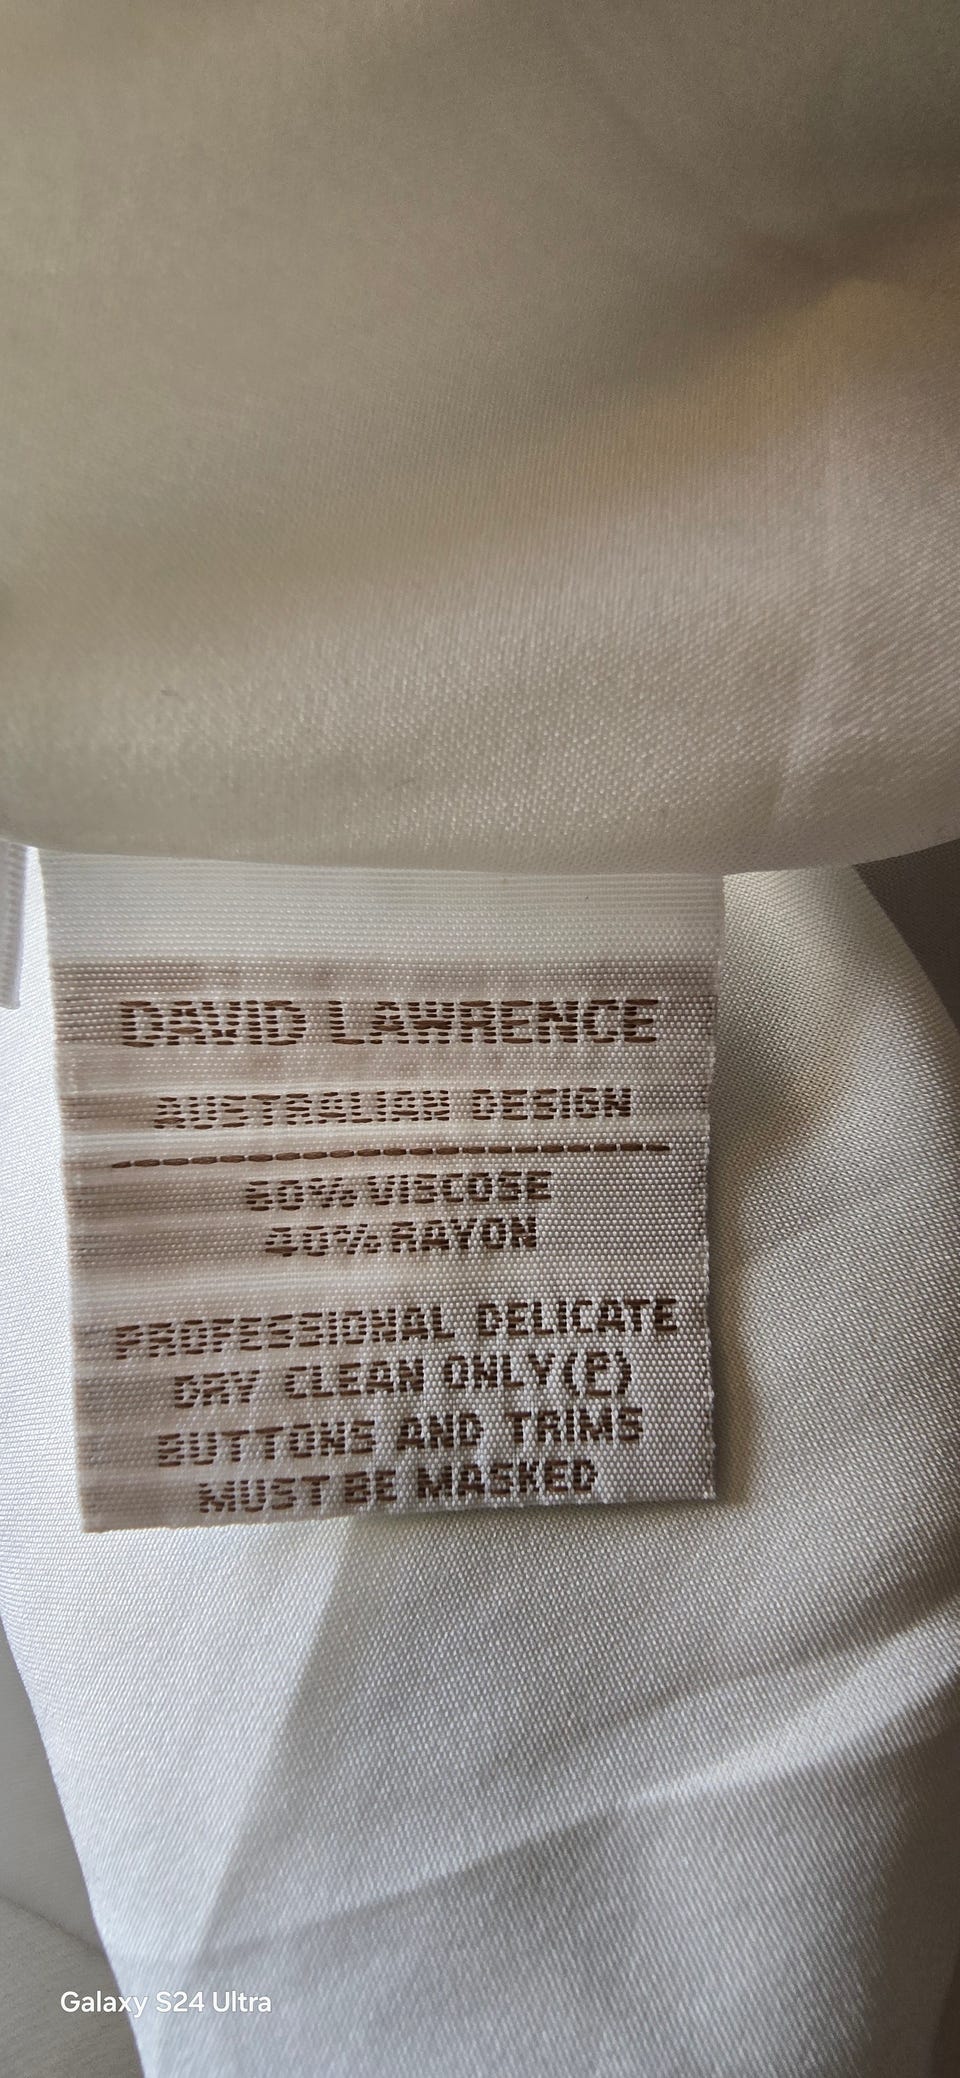 DAVID LAWRENCE
AUSTRALIAN DESIGN
60% VISCOSE
40% RAYON
PROFESSIONAL DELICATE
DRY CLEAN ONLY(P)
BUTTONS AND TRIMS
MUST BE MASKED
Galaxy S24 Ultra